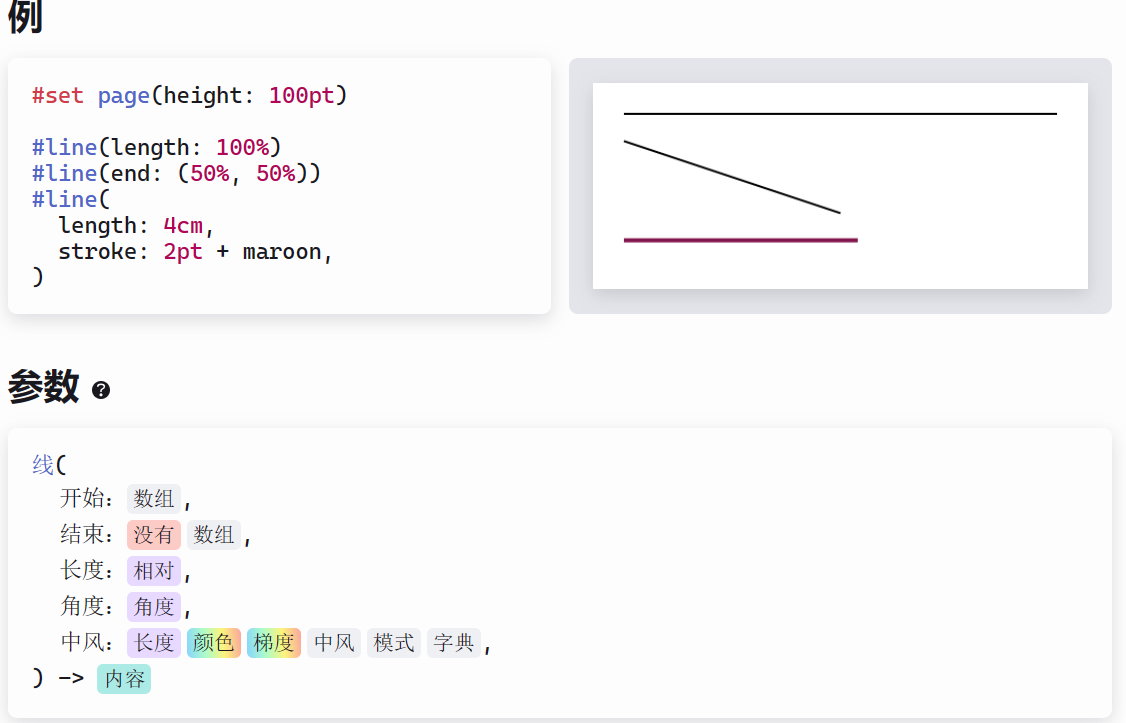 例
#set page(height: 100pt)
#line(length: 100%)
#line(end: (50%, 50%))
#line(
length: 4cm,
stroke: 2pt + maroon,
)
参数 ?
线(
开始: 数组,
结束: 没有 数组,
长度: 相对,
角度: 角度,
中风: 长度 颜色 梯度 中风 模式 字典,
) -> 内容